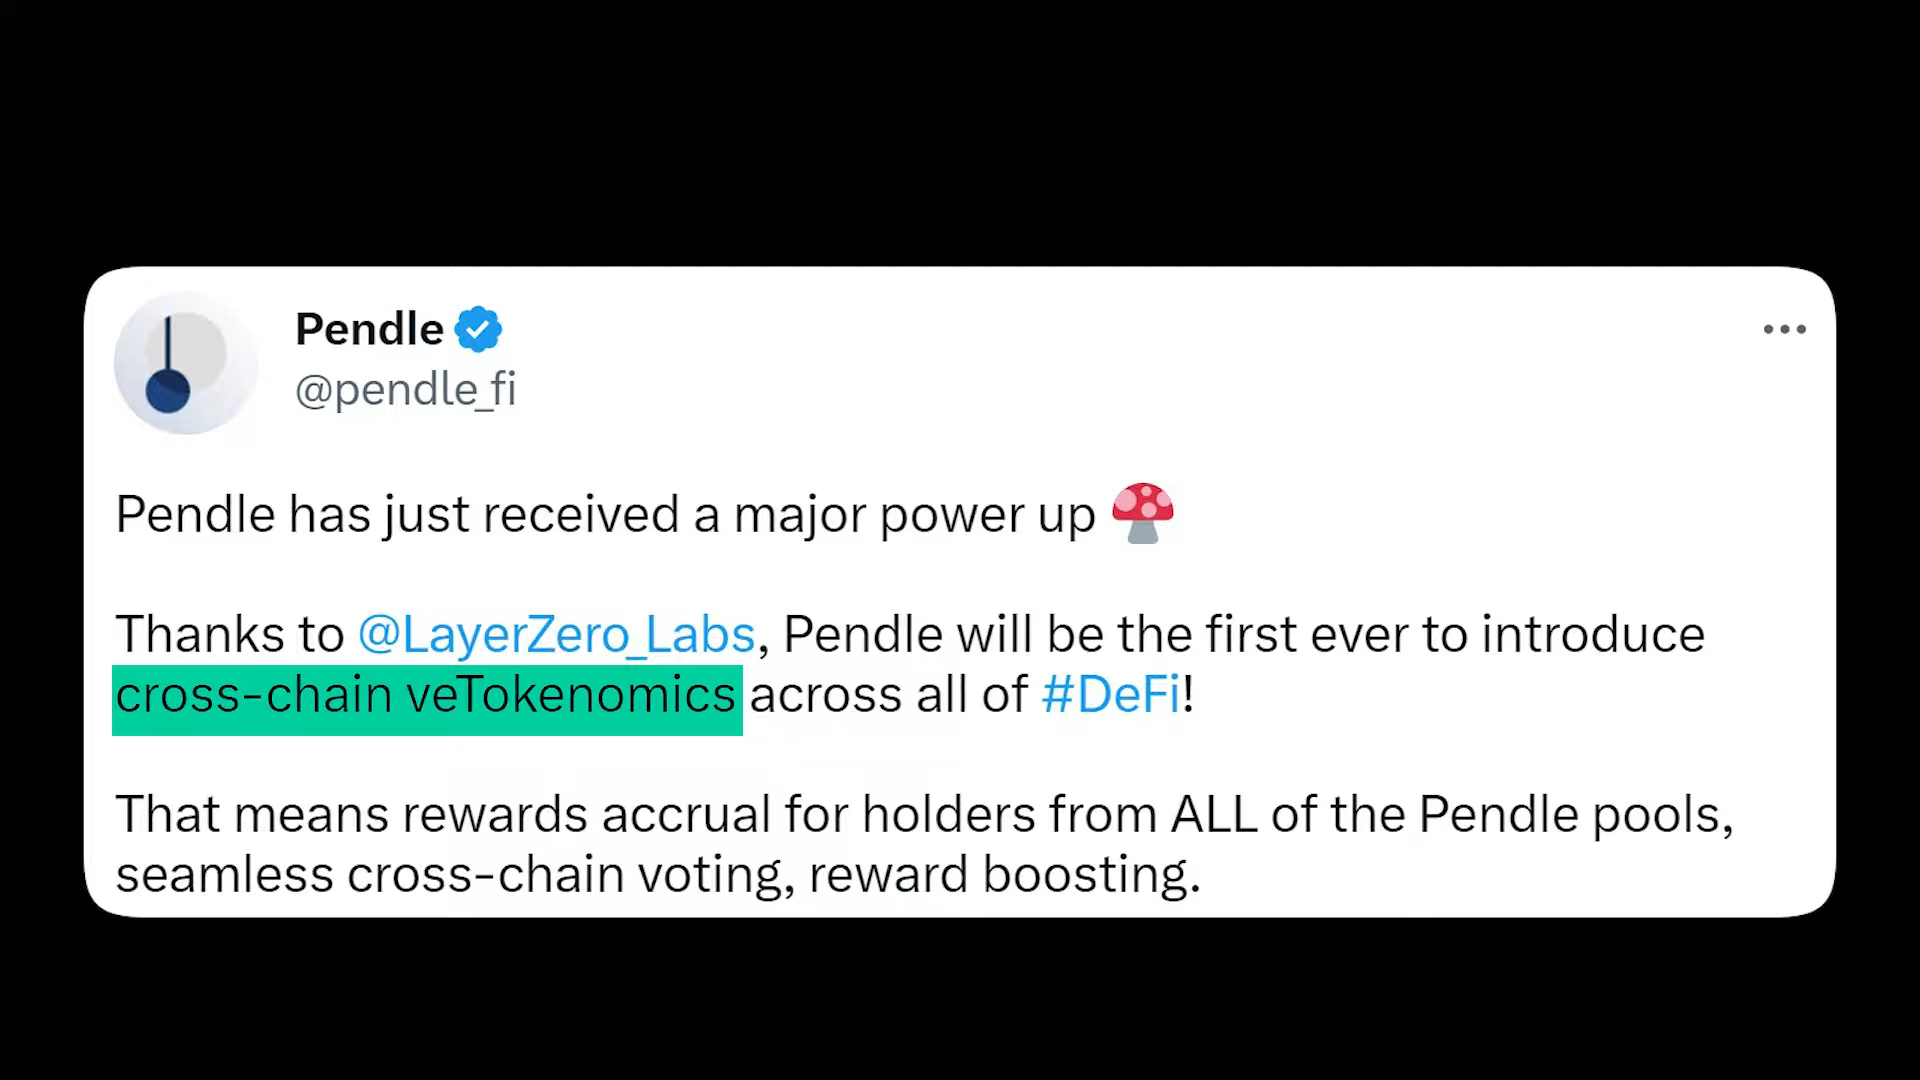 Pendle
@pendle_fi
Pendle has just received a major power up 🍄
Thanks to @LayerZero_Labs, Pendle will be the first ever to introduce
cross-chain veTokenomics across all of #DeFi!
That means rewards accrual for holders from ALL of the Pendle pools,
seamless cross-chain voting, reward boosting.